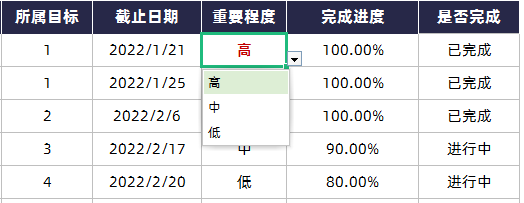 所属目标 截止日期 重要程度 完成进度 是否完成
1 2022/1/21 高 100.00% 已完成
1 2022/1/25 高 100.00% 已完成
2 2022/2/6 中 100.00% 已完成
低
3 2022/2/17 中 90.00% 进行中
4 2022/2/20 低 80.00% 进行中